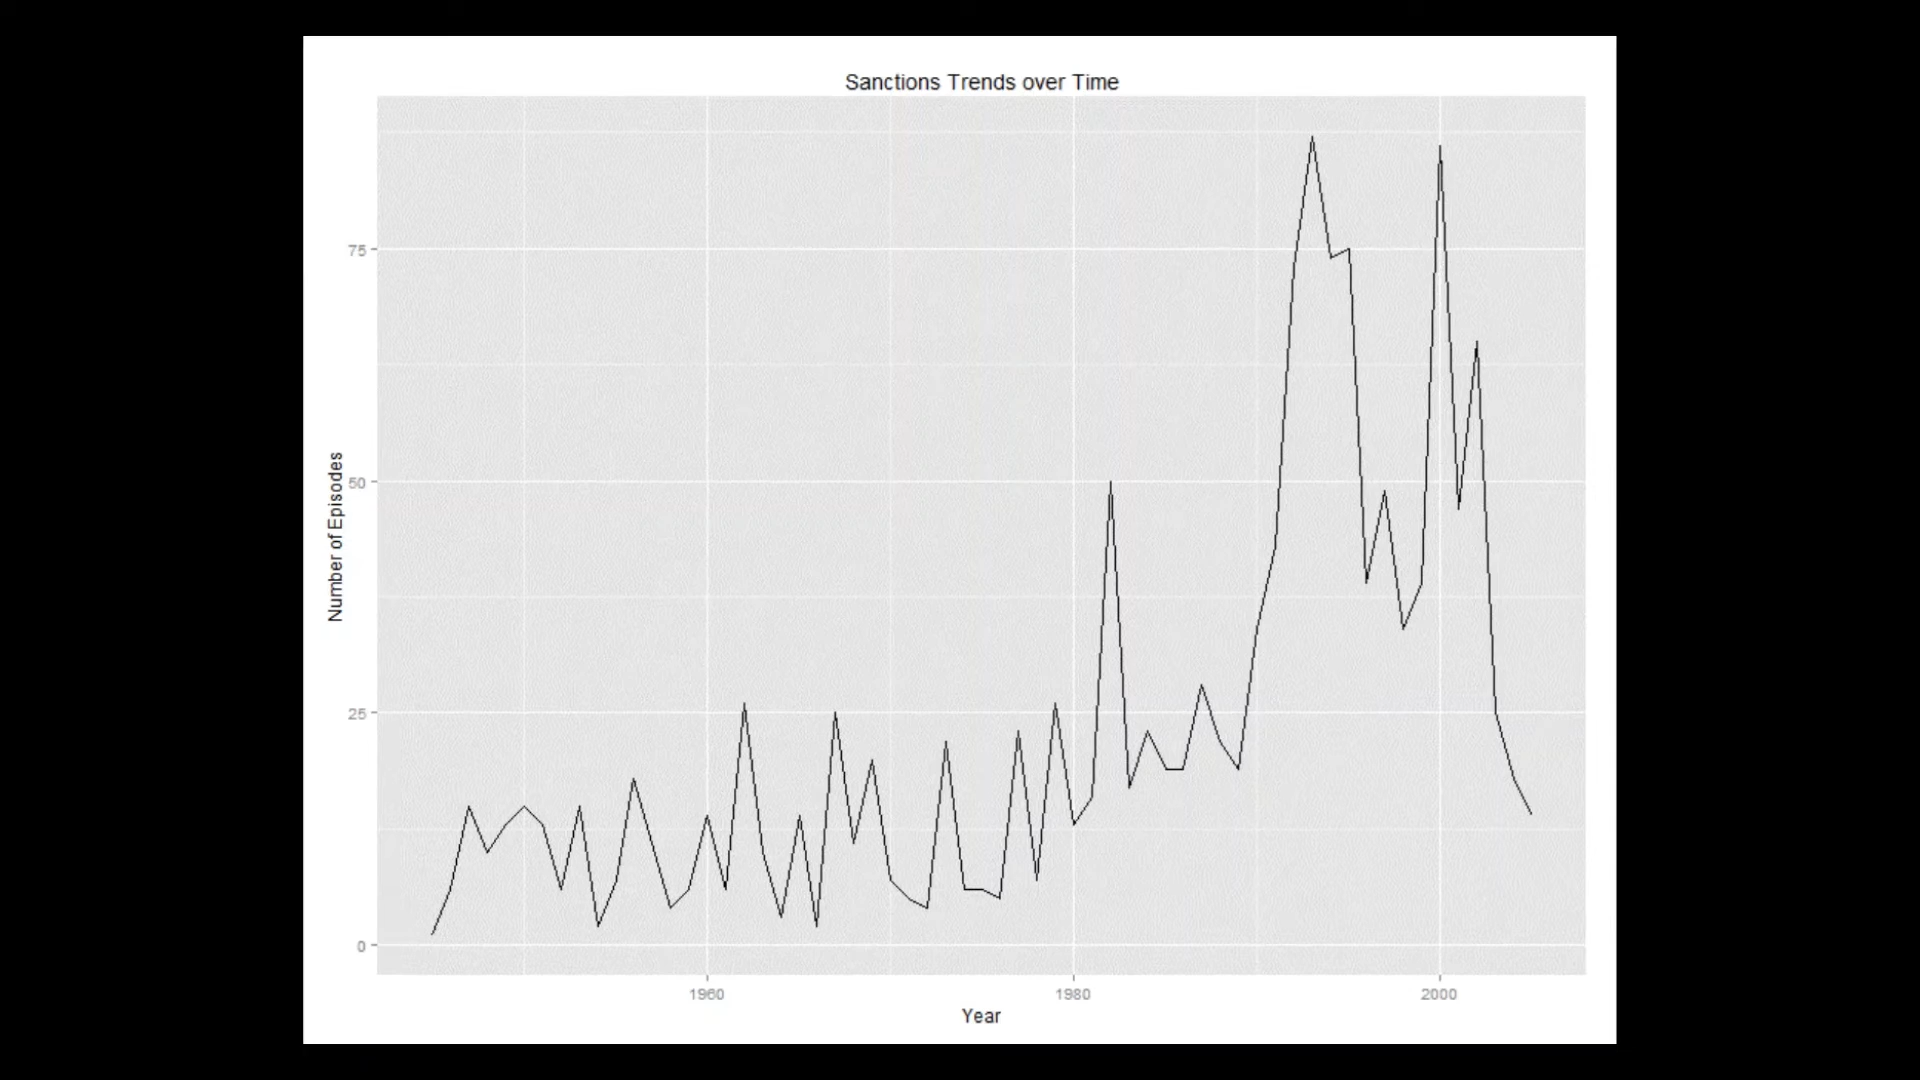 Sanctions Trends over Time
75
50
25
0
Number of Episodes
1960
1980
2000
Year